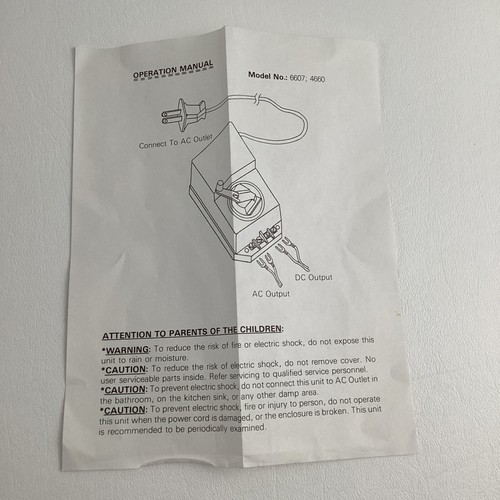 OPERATION MANUAL
Model No.: 6607; 4660
Connect To AC Outlet
DC Output
AC Output
ATTENTION TO PARENTS OF THE CHILDREN:
*WARNING: To reduce the risk of fire or electric shock, do not expose this
unit to rain or moisture.
*CAUTION: To reduce the risk of electric shock, do not remove cover. No
user serviceable parts inside. Refer servicing to qualified service personnel.
*CAUTION: To prevent electric shock, do not connect this unit to AC Outlet in
the bathroom, on the kitchen sink, or any other damp area.
*CAUTION: To prevent electric shock, fire or injury to person, do not operate
this unit when the power cord is damaged, or the enclosure is broken. This unit
is recommended to be periodically examined.